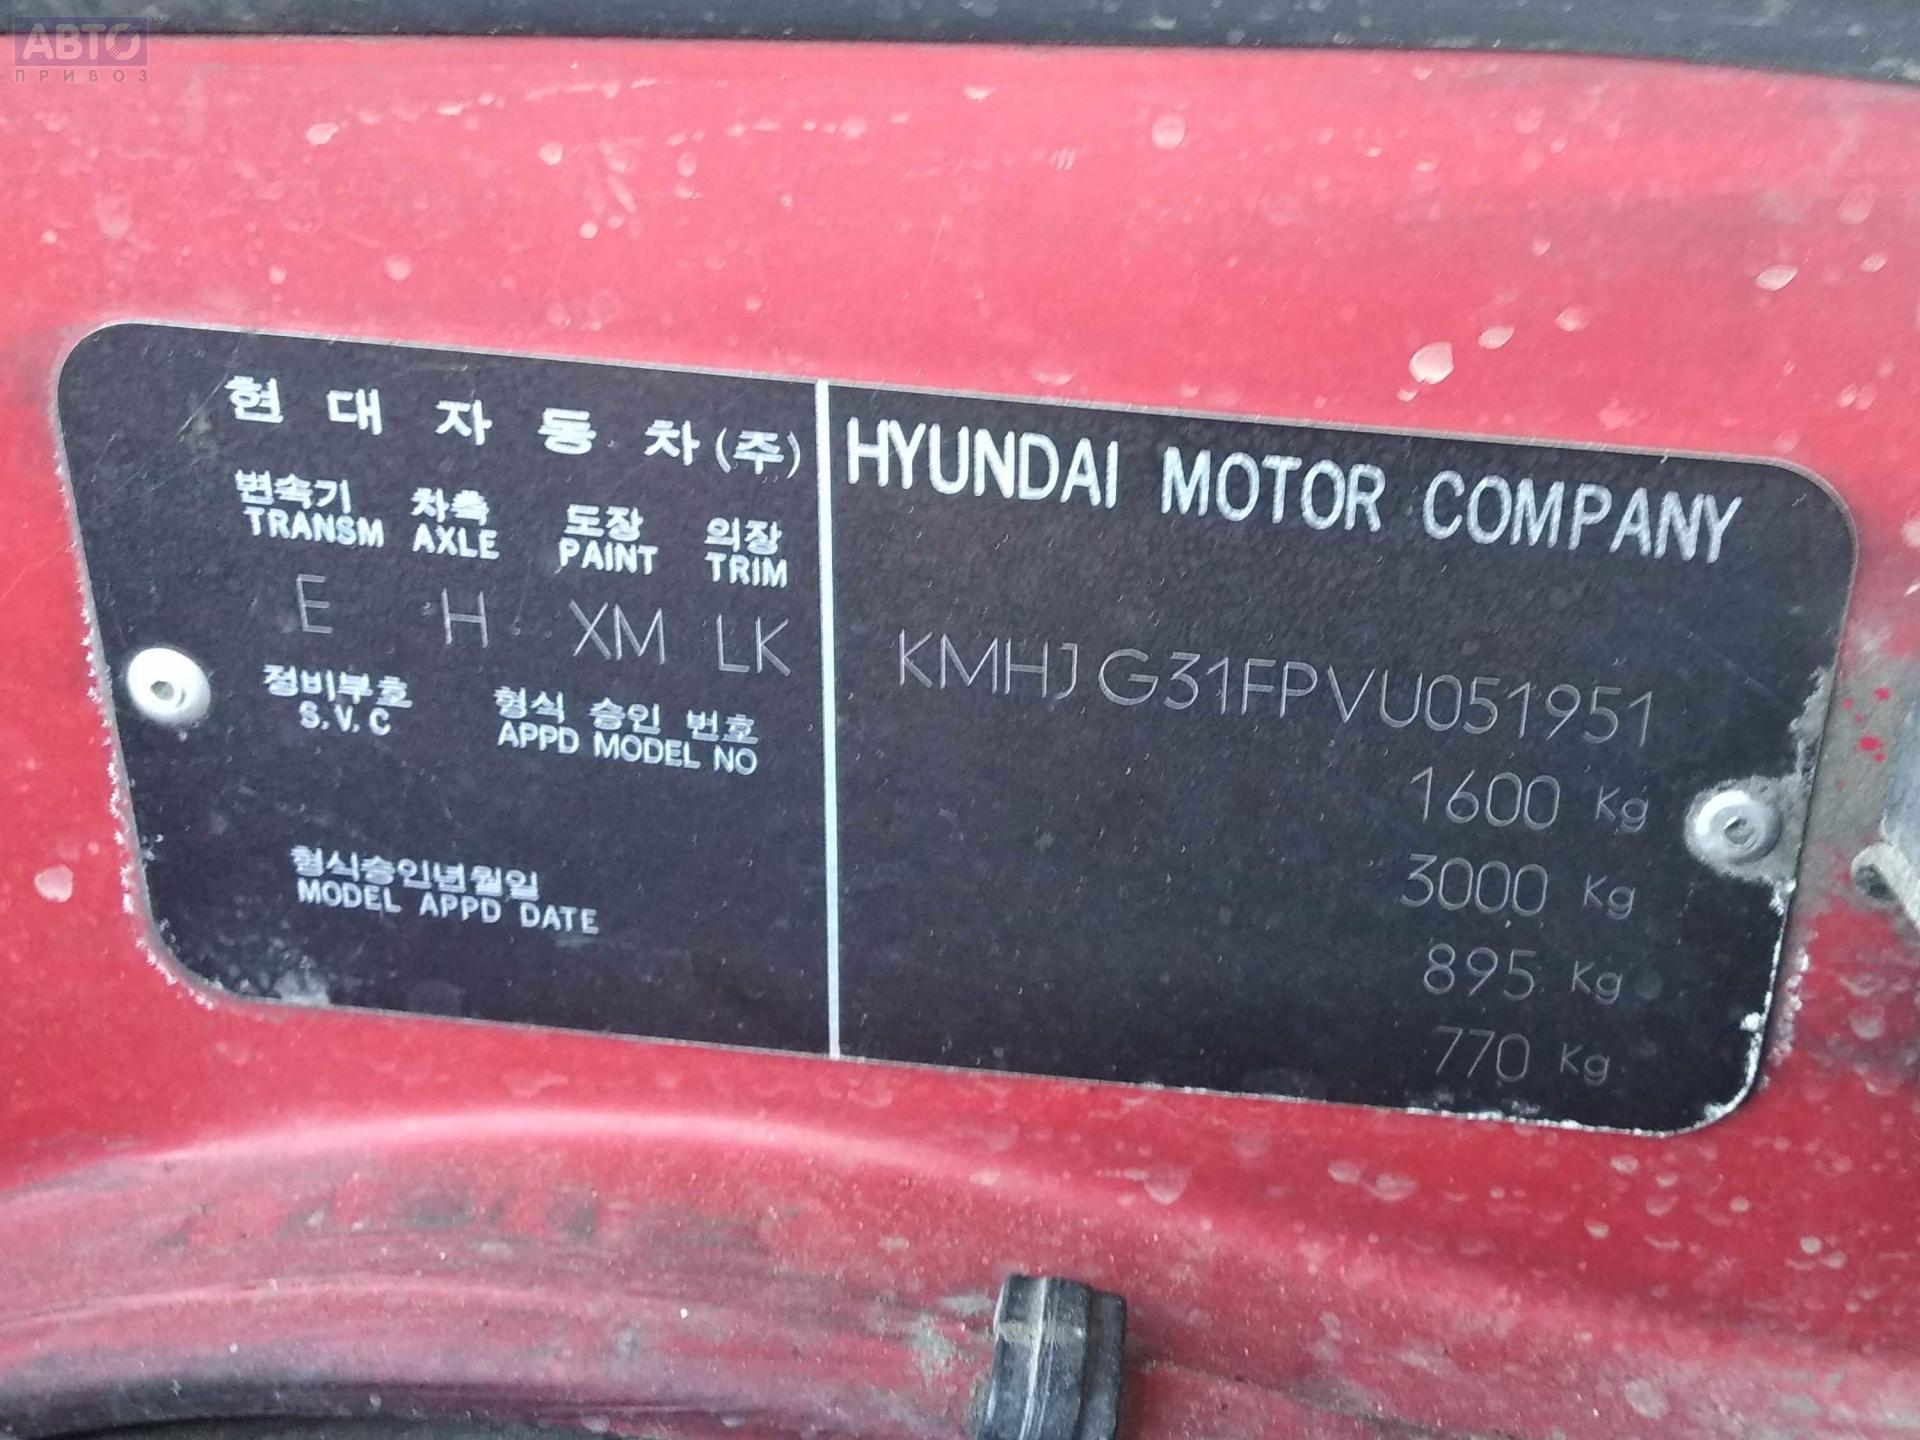 АВТО
ПРИВОЗ
현대자동차(주)
변속기 차축 도장 의장
TRANSM AXLE PAINT TRIM
E H XM LK
정비부호 형식 승인 번호
S.V.C APPD MODEL NO
형식승인년월일
MODEL APPD DATE
HYUNDAI MOTOR COMPANY
KMHJG31FPVU051951
1600 Kg
3000 Kg
895 Kg
770 Kg